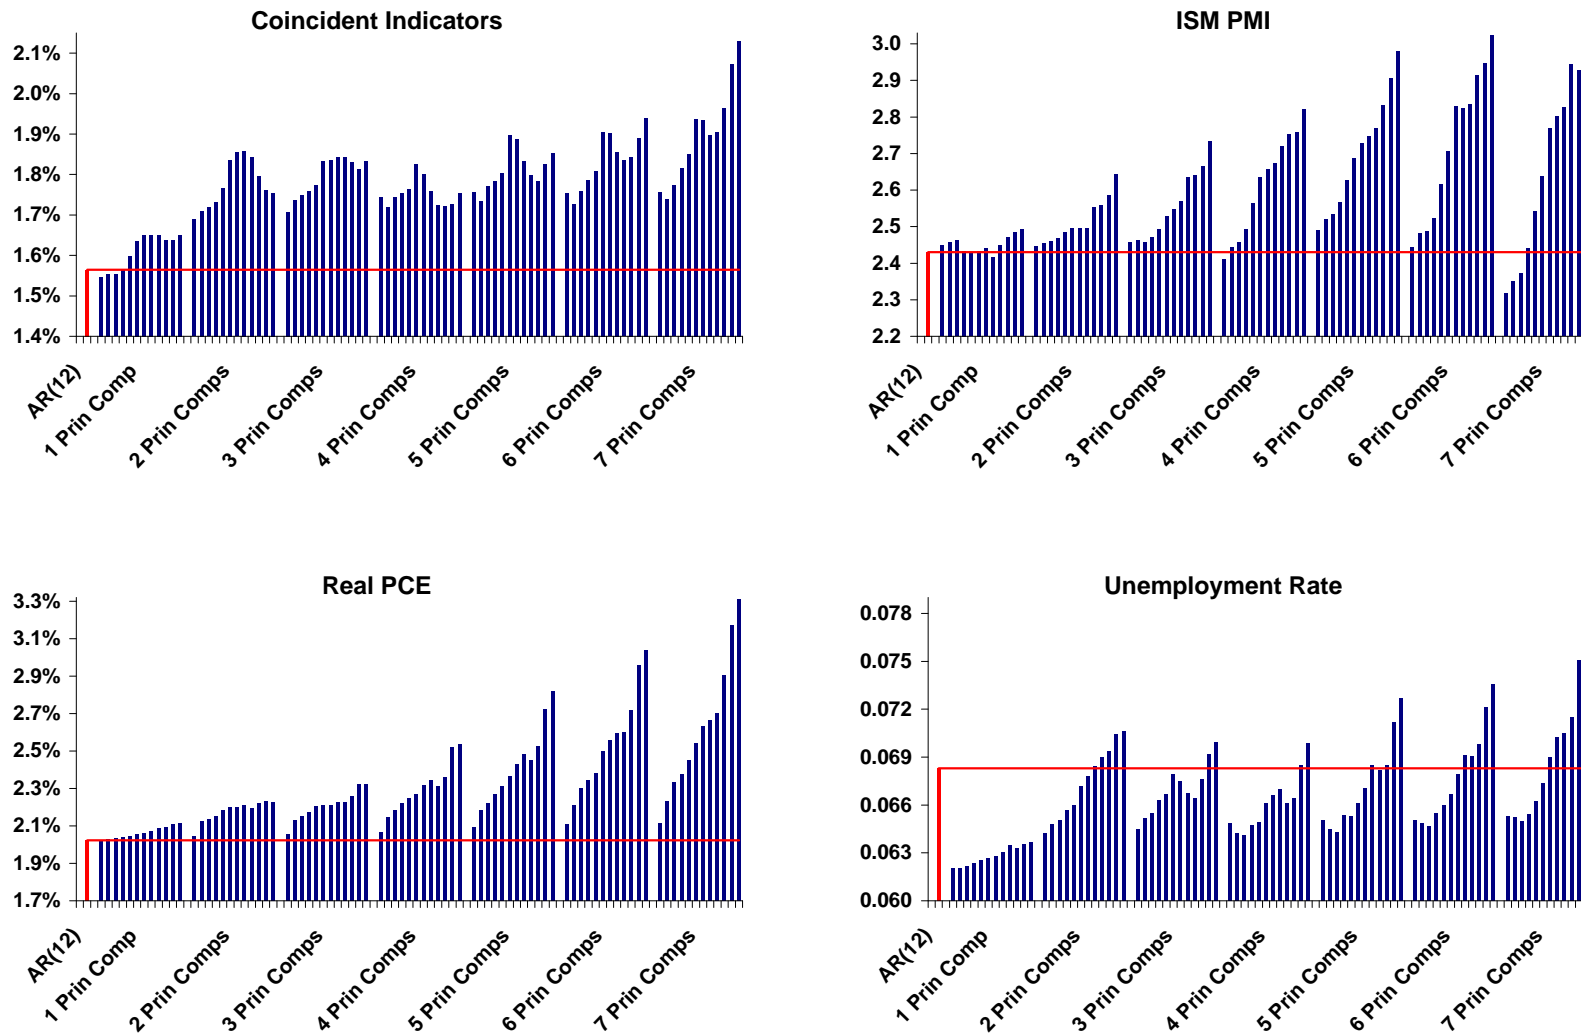 Coincident Indicators
2.1%
2.0%
1.9%
1.8%
1.7%
1.6%
1.5%
1.4%
AR(12)
1 Prin Comp
2 Prin Comps
3 Prin Comps
4 Prin Comps
5 Prin Comps
6 Prin Comps
7 Prin Comps
ISM PMI
3.0
2.9
2.8
2.7
2.6
2.5
2.4
2.3
2.2
AR(12)
1 Prin Comp
2 Prin Comps
3 Prin Comps
4 Prin Comps
5 Prin Comps
6 Prin Comps
7 Prin Comps
Real PCE
3.3%
3.1%
2.9%
2.7%
2.5%
2.3%
2.1%
1.9%
1.7%
AR(12)
1 Prin Comp
2 Prin Comps
3 Prin Comps
4 Prin Comps
5 Prin Comps
6 Prin Comps
7 Prin Comps
Unemployment Rate
0.078
0.075
0.072
0.069
0.066
0.063
0.060
AR(12)
1 Prin Comp
2 Prin Comps
3 Prin Comps
4 Prin Comps
5 Prin Comps
6 Prin Comps
7 Prin Comps